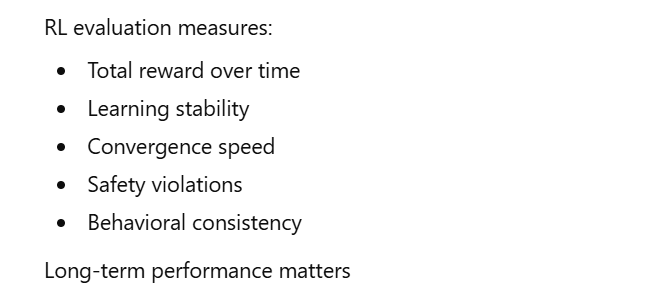 RL evaluation measures:
• Total reward over time
• Learning stability
• Convergence speed
• Safety violations
• Behavioral consistency
Long-term performance matters